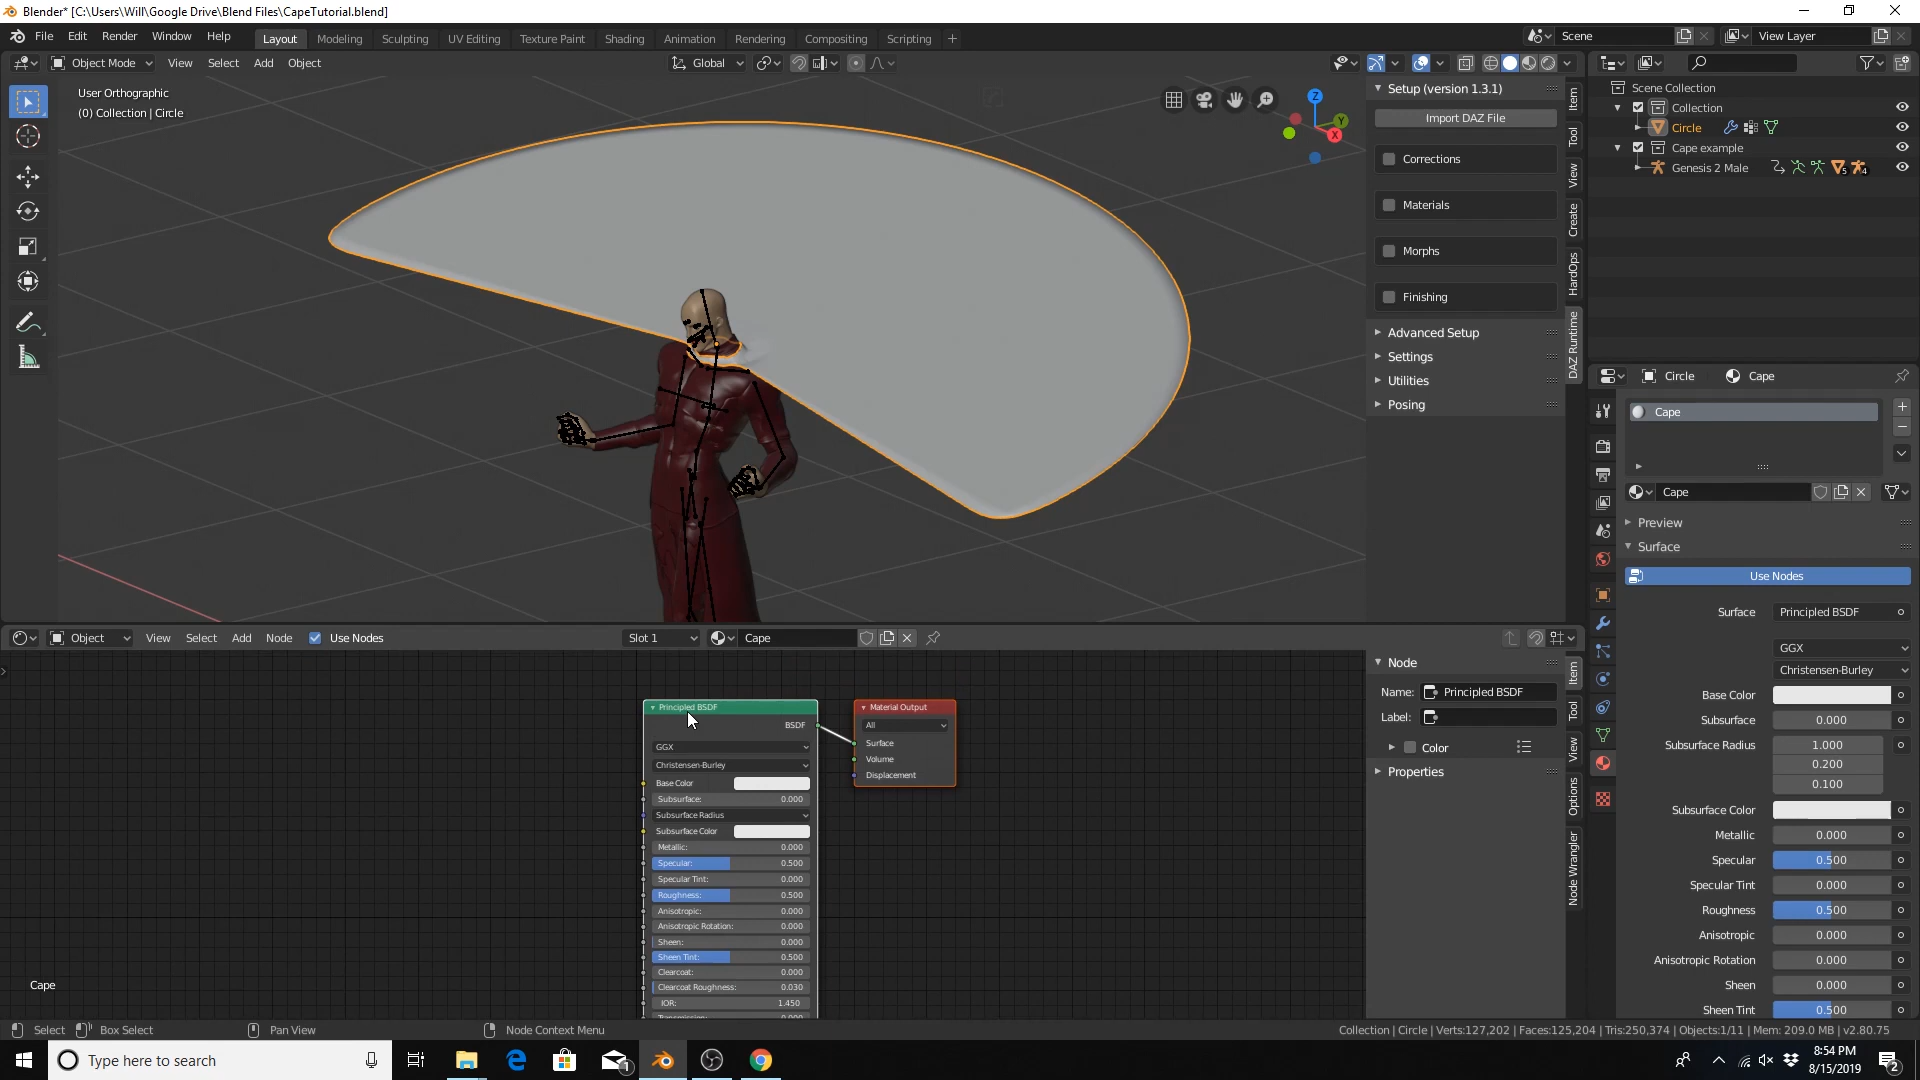 Blender* [C:\Users\Will\Google Drive\Blend Files\CapeTutorial.blend]
File Edit Render Window Help Layout Modeling Sculpting UV Editing Texture Paint Shading Animation Rendering Compositing Scripting + Scene View Layer
Object Mode View Select Add Object Global
User Orthographic
(0) Collection | Circle
Z
Y
X
Setup (version 1.3.1)
Import DAZ File
Corrections
Materials
Morphs
Finishing
Advanced Setup
Settings
Utilities
Posing
Item
Tool
View
Create
HardOps
DAZ Runtime
Scene Collection
Collection
Circle
Cape example
Genesis 2 Male 5 4
Circle Cape
Cape
Cape
Preview
Surface
Use Nodes
Surface Principled BSDF
GGX
Christensen-Burley
Base Color
Subsurface 0.000
Subsurface Radius 1.000
0.200
0.100
Subsurface Color
Metallic 0.000
Specular 0.500
Specular Tint 0.000
Roughness 0.500
Anisotropic 0.000
Anisotropic Rotation 0.000
Sheen 0.000
Sheen Tint 0.500
Object View Select Add Node Use Nodes Slot 1 Cape
Principled BSDF
BSDF
GGX
Christensen-Burley
Base Color
Subsurface: 0.000
Subsurface Radius
Subsurface Color
Metallic: 0.000
Specular: 0.500
Specular Tint: 0.000
Roughness: 0.500
Anisotropic: 0.000
Anisotropic Rotation: 0.000
Sheen: 0.000
Sheen Tint: 0.500
Clearcoat: 0.000
Clearcoat Roughness: 0.030
IOR: 1.450
Transmission: 0.000
Material Output
All
Surface
Volume
Displacement
Node
Name: Principled BSDF
Label:
Color
Properties
Item
Tool
View
Options
Node Wrangler
Cape
Select Box Select Pan View Node Context Menu Collection | Circle | Verts:127,202 | Faces:125,204 | Tris:250,374 | Objects:1/11 | Mem: 209.0 MB | v2.80.75
Type here to search
1
8:54 PM
8/15/2019
2